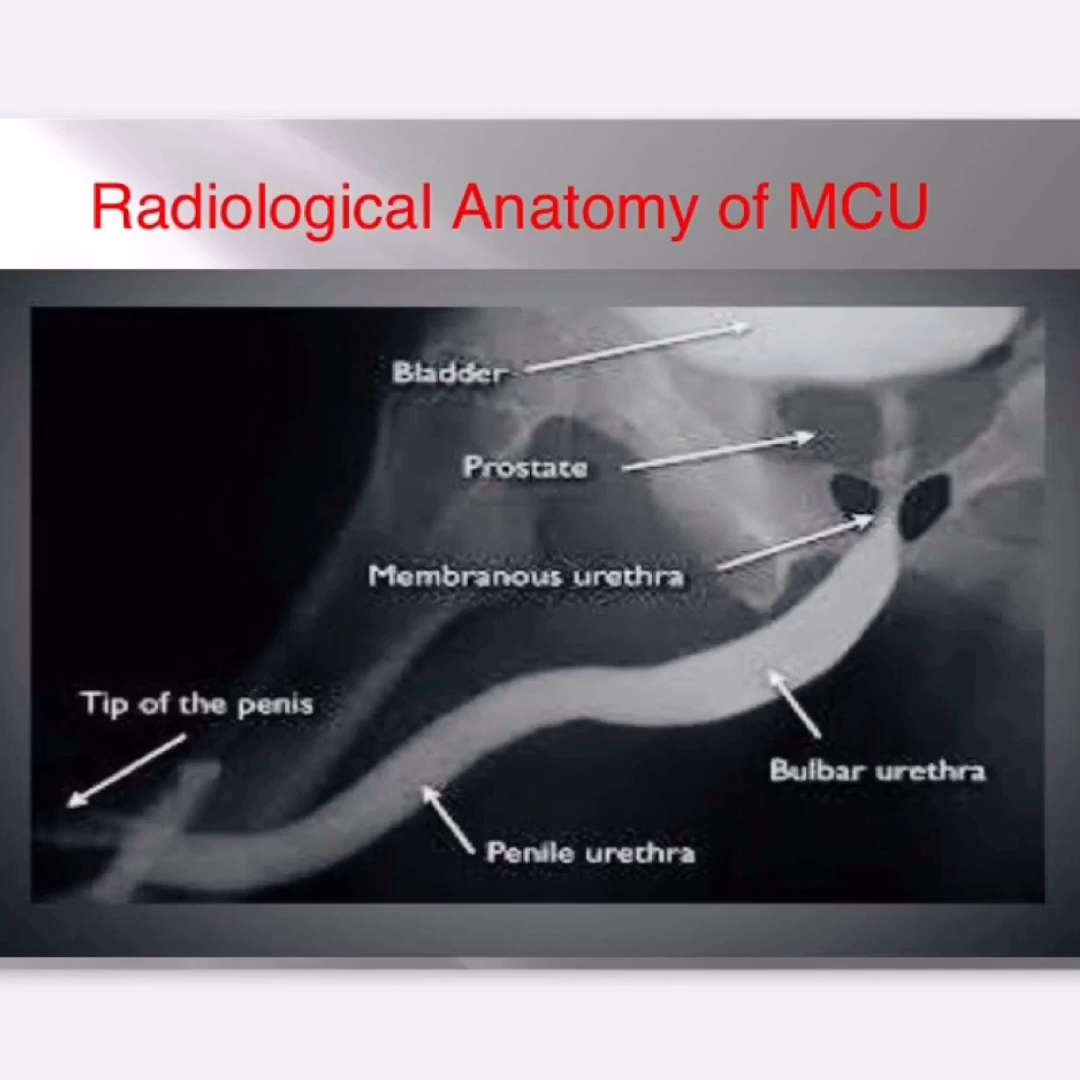 Radiological Anatomy of MCU
Bladder
Prostate
Membranous urethra
Tip of the penis
Bulbar urethra
Penile urethra